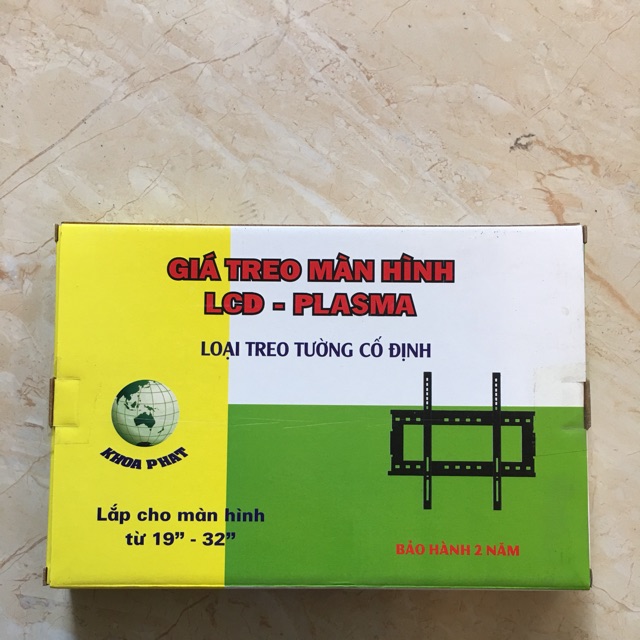 GIÁ TREO MÀN HÌNH
LCD - PLASMA
LOẠI TREO TƯỜNG CỐ ĐỊNH
KHOA PHAT
Lắp cho màn hình
từ 19” - 32”
BẢO HÀNH 2 NĂM